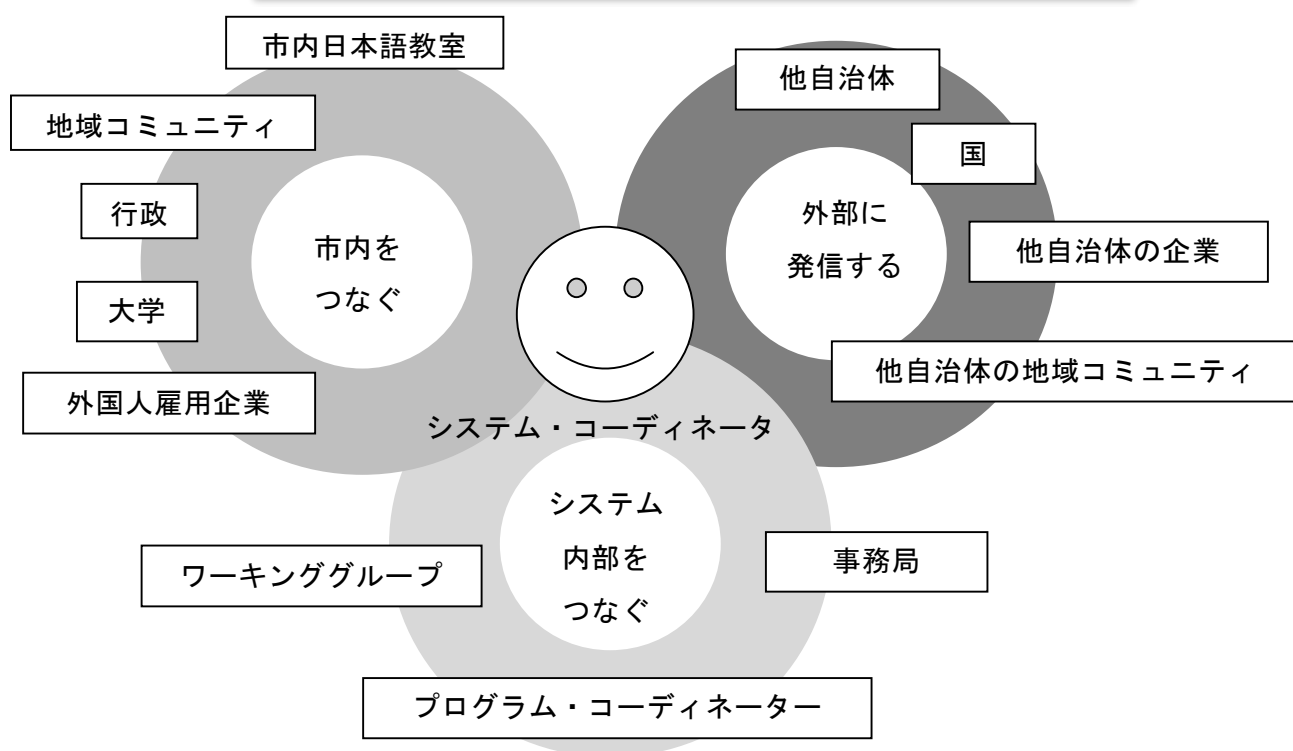 市内日本語教室
地域コミュニティ
行政
大学
外国人雇用企業
市内を
つなぐ
他自治体
国
他自治体の企業
他自治体の地域コミュニティ
外部に
発信する
システム・コーディネータ
システム
内部を
つなぐ
ワーキンググループ
事務局
プログラム・コーディネーター